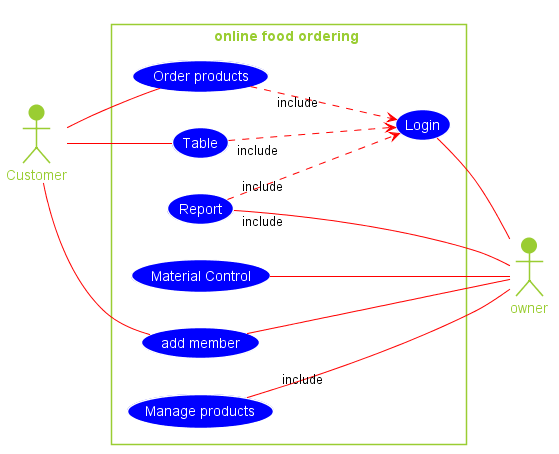 online food ordering
Order products
include
Login
Table
include
Customer
include
Report
include
Material Control
owner
add member
include
Manage products